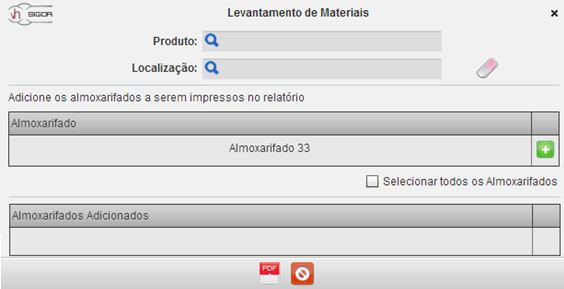 SIGOR
Levantamento de Materiais
Produto:
Localização:
Adicione os almoxarifados a serem impressos no relatório
Almoxarifado
Almoxarifado 33
Selecionar todos os Almoxarifados
Almoxarifados Adicionados
PDF